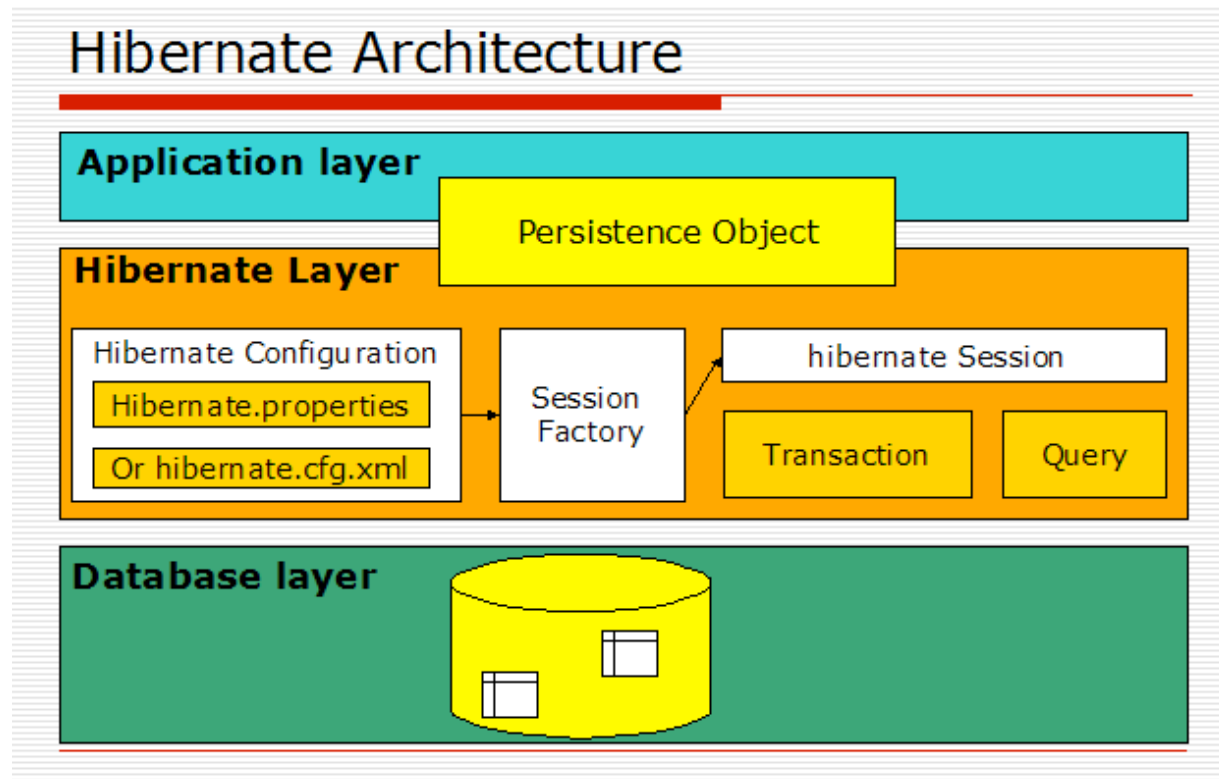 Hibernate Architecture
Application layer
Persistence Object
Hibernate Layer
Hibernate Configuration
Hibernate.properties
Or hibernate.cfg.xml
Session
Factory
hibernate Session
Transaction
Query
Database layer